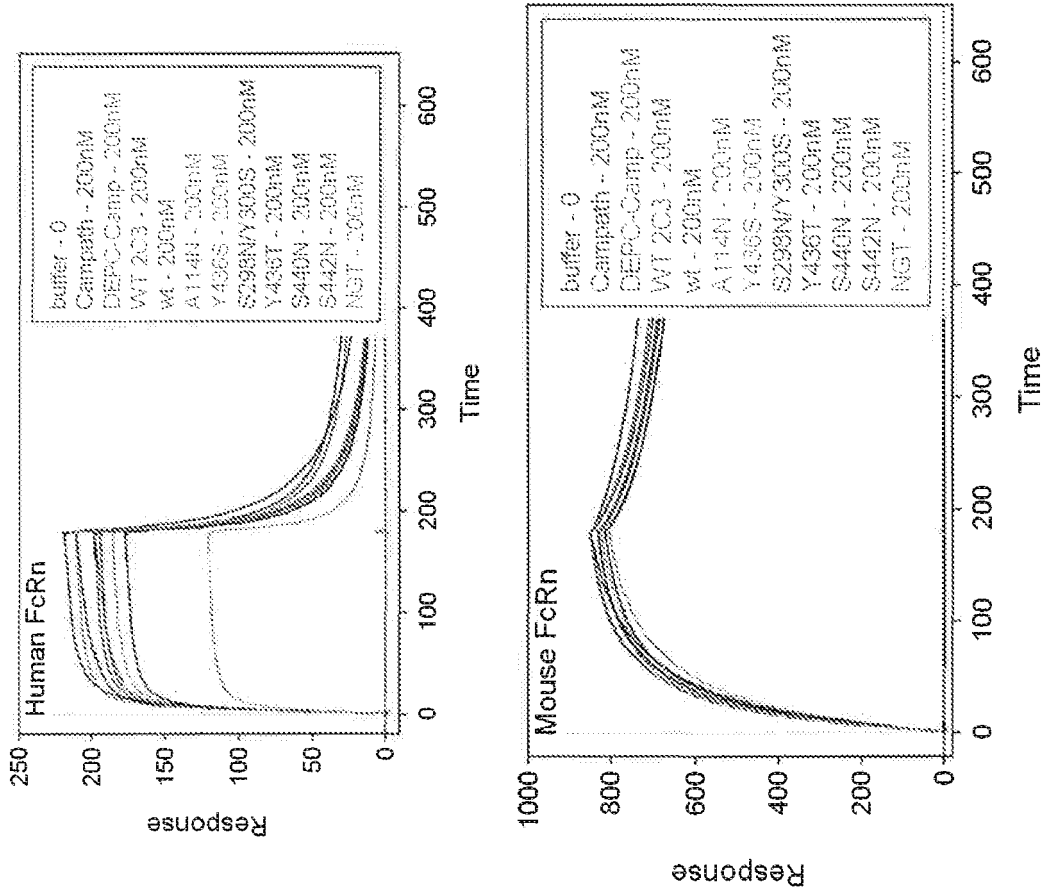 Human FcRn
250
200
150
100
50
0
Response
0
100
200
300
400
500
600
Time
buffer - 0
Campath - 200nM
DEPC-Camp - 200nM
WT 2C3 - 200nM
wt - 200nM
A114N - 200nM
Y436S - 200nM
S298N/Y300S - 200nM
Y436T - 200nM
S440N - 200nM
S442N - 200nM
NGT - 200nM
Mouse FcRn
1000
800
600
400
200
0
Response
0
100
200
300
400
500
600
Time
buffer - 0
Campath - 200nM
DEPC-Camp - 200nM
WT 2C3 - 200nM
wt - 200nM
A114N - 200nM
Y436S - 200nM
S298N/Y300S - 200nM
Y436T - 200nM
S440N - 200nM
S442N - 200nM
NGT - 200nM